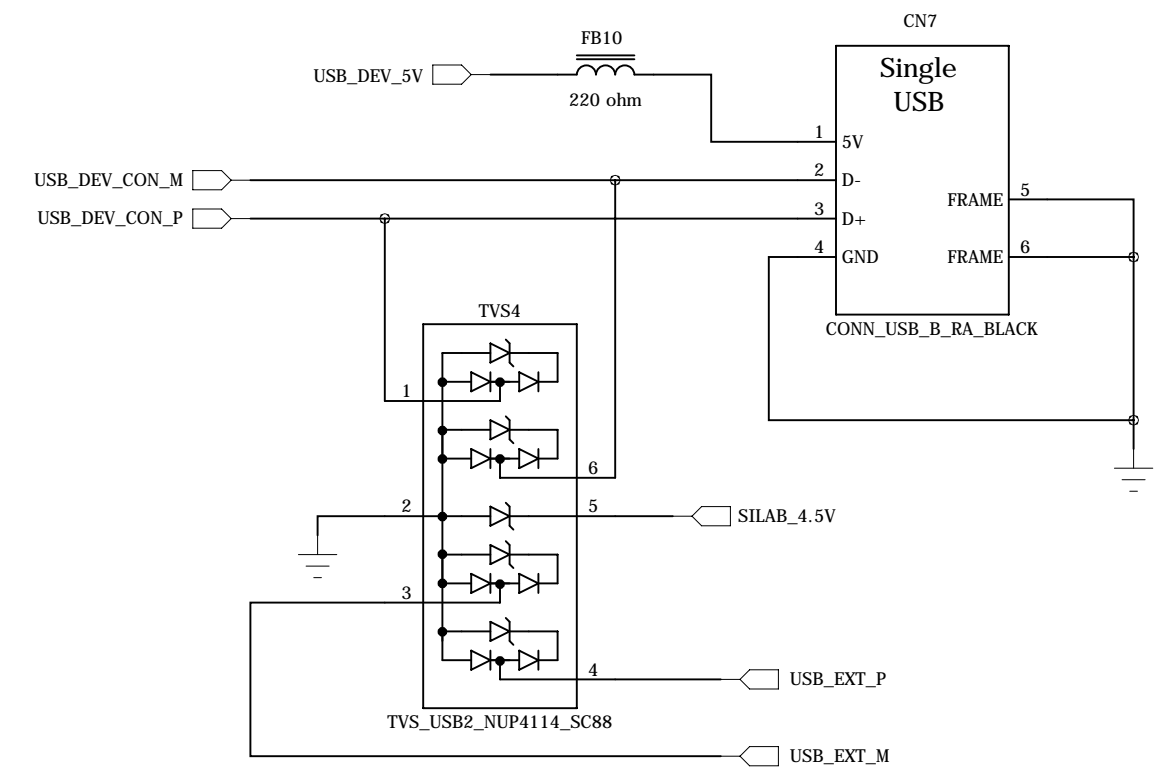 CN7
FB10
USB_DEV_5V
220 ohm
Single
USB
1
5V
USB_DEV_CON_M
2
D-
USB_DEV_CON_P
3
D+
FRAME
5
4
GND
FRAME
6
CONN_USB_B_RA_BLACK
TVS4
1
6
2
5
SILAB_4.5V
3
4
USB_EXT_P
TVS_USB2_NUP4114_SC88
USB_EXT_M